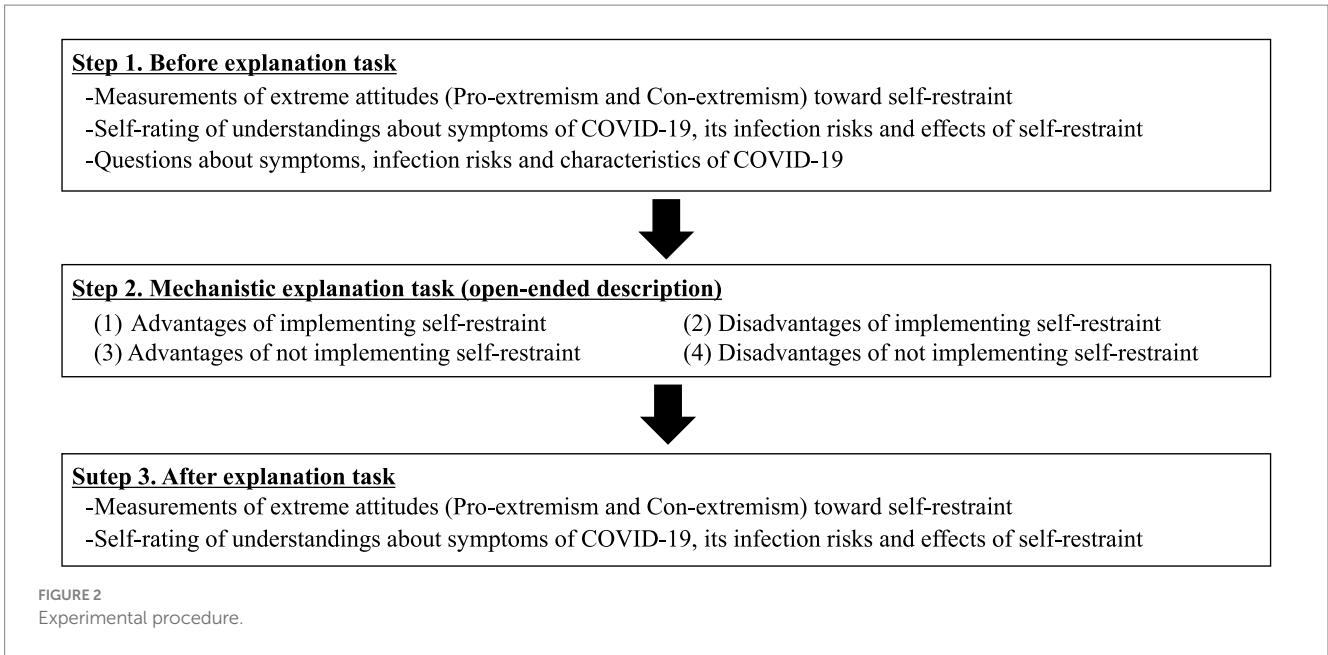 Step 1. Before explanation task
-Measurements of extreme attitudes (Pro-extremism and Con-extremism) toward self-restraint
-Self-rating of understandings about symptoms of COVID-19, its infection risks and effects of self-restraint
-Questions about symptoms, infection risks and characteristics of COVID-19
Step 2. Mechanistic explanation task (open-ended description)
(1) Advantages of implementing self-restraint (2) Disadvantages of implementing self-restraint
(3) Advantages of not implementing self-restraint (4) Disadvantages of not implementing self-restraint
Sutep 3. After explanation task
-Measurements of extreme attitudes (Pro-extremism and Con-extremism) toward self-restraint
-Self-rating of understandings about symptoms of COVID-19, its infection risks and effects of self-restraint
FIGURE 2
Experimental procedure.